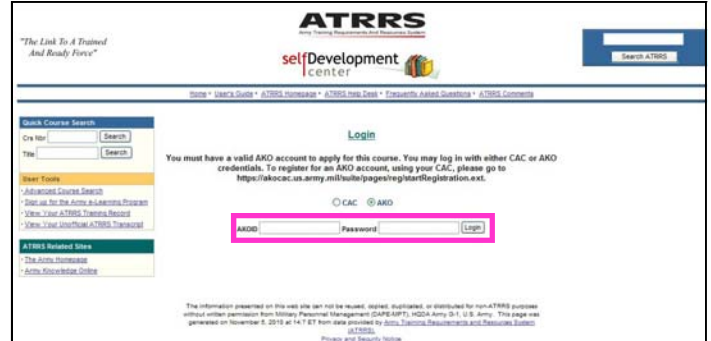 ATRRS
Army Training Requirements And Resources System
"The Link To A Trained
And Ready Force"
selfDevelopment
center
Search ATRRS
Home * User's Guide * ATRRS Homepage * ATRRS Help Desk * Frequently Asked Questions * ATRRS Comments
Quick Course Search
Crs Nbr Search
Title Search
User Tools
Advanced Course Search
Sign up for the Army e-Learning Program
View Your ATRRS Training Record
View Your Unofficial ATRRS Transcript
ATRRS Related Sites
The Army Homepage
Army Knowledge Online
Login
You must have a valid AKO account to apply for this course. You may log in with either CAC or AKO
credentials. To register for an AKO account, using your CAC, please go to
https://akocac.us.army.mil/suite/pages/reg/startRegistration.ext.
CAC AKO
AKOID Password Login
The information presented on this web site can not be reused, copied, duplicated, or distributed for non-ATRRS purposes
without written permission from Military Personnel Management (DAPE-MPT), HQDA Army G-1, U.S. Army. This page was
generated on November 5, 2010 at 14:7 ET from data provided by Army Training Requirements and Resources System
(ATRRS).
Privacy and Security Notice